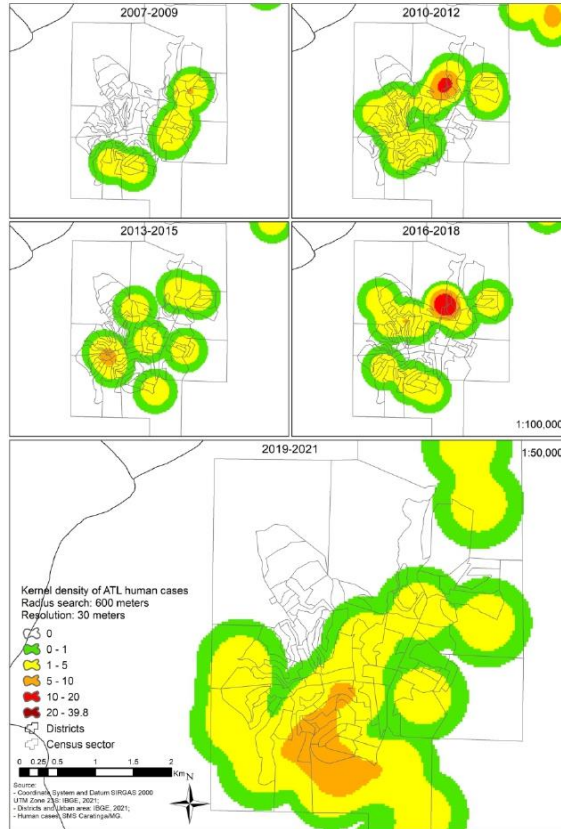 2007-2009
2010-2012
2013-2015
2016-2018
1:100,000
2019-2021
1:50,000
Kernel density of ATL human cases
Radius search: 600 meters
Resolution: 30 meters
0
0 - 1
1 - 5
5 - 10
10 - 20
20 - 39.8
Districts
Census sector
0 0.25 0.5 1 1.5 2
Km
N
Source:
- Coordinate System and Datum SIRGAS 2000
UTM Zone 23S: IBGE, 2021;
- Districts and Urban area: IBGE, 2021;
- Human cases: SMS Caratinga/MG.